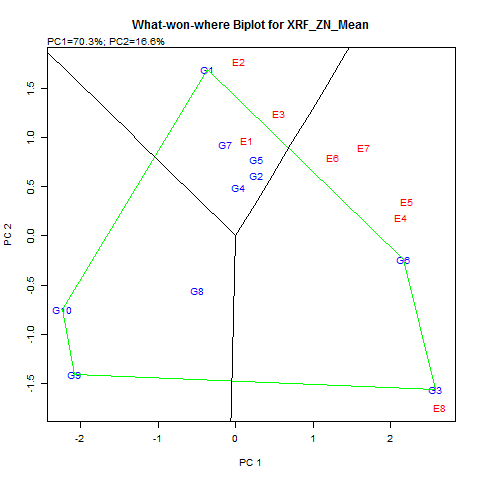 What-won-where Biplot for XRF_ZN_Mean
PC1=70.3%; PC2=16.6%
E2
G1
E3
E1
G7
E7
E6
G5
G2
G4
E5
E4
G6
G8
G10
G9
G3
E8
1.5
1.0
0.5
0.0
-0.5
-1.0
-1.5
PC 2
-2
-1
0
1
2
PC 1